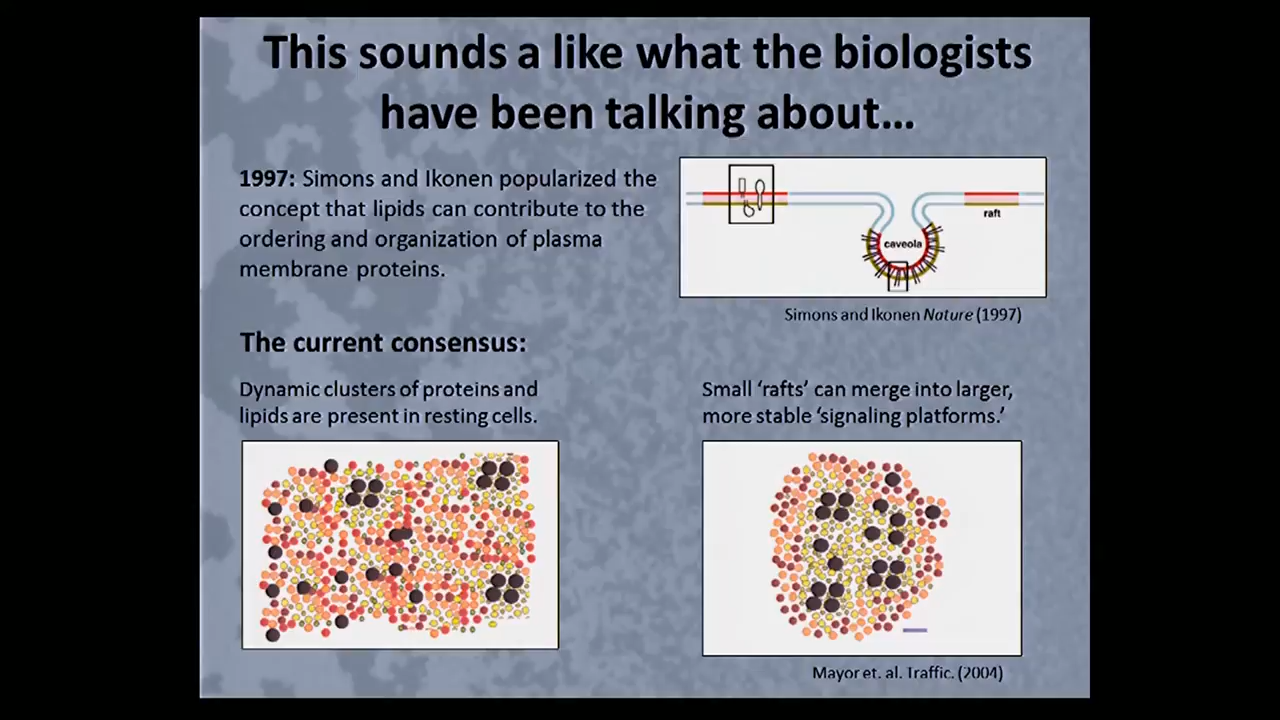 This sounds a like what the biologists
have been talking about...
1997: Simons and Ikonen popularized the
concept that lipids can contribute to the
ordering and organization of plasma
membrane proteins.
raft
caveola
Simons and Ikonen Nature (1997)
The current consensus:
Dynamic clusters of proteins and
lipids are present in resting cells.
Small ‘rafts’ can merge into larger,
more stable ‘signaling platforms.’
Mayor et. al. Traffic. (2004)